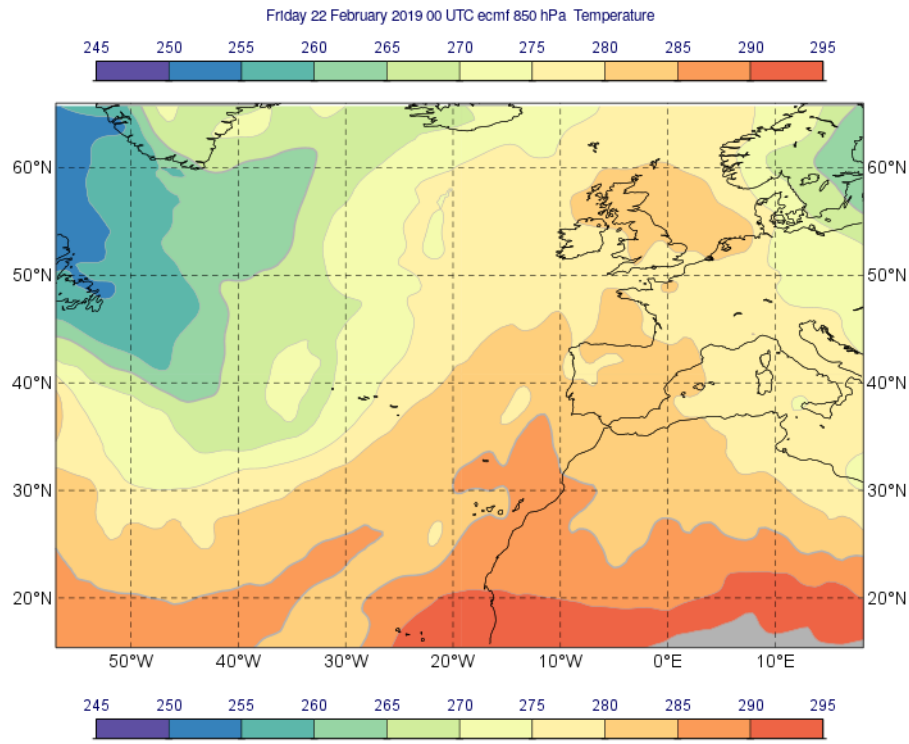 Friday 22 February 2019 00 UTC ecmf 850 hPa Temperature
245 250 255 260 265 270 275 280 285 290 295
60°N 60°N
50°N 50°N
40°N 40°N
30°N 30°N
20°N 20°N
50°W 40°W 30°W 20°W 10°W 0°E 10°E
245 250 255 260 265 270 275 280 285 290 295